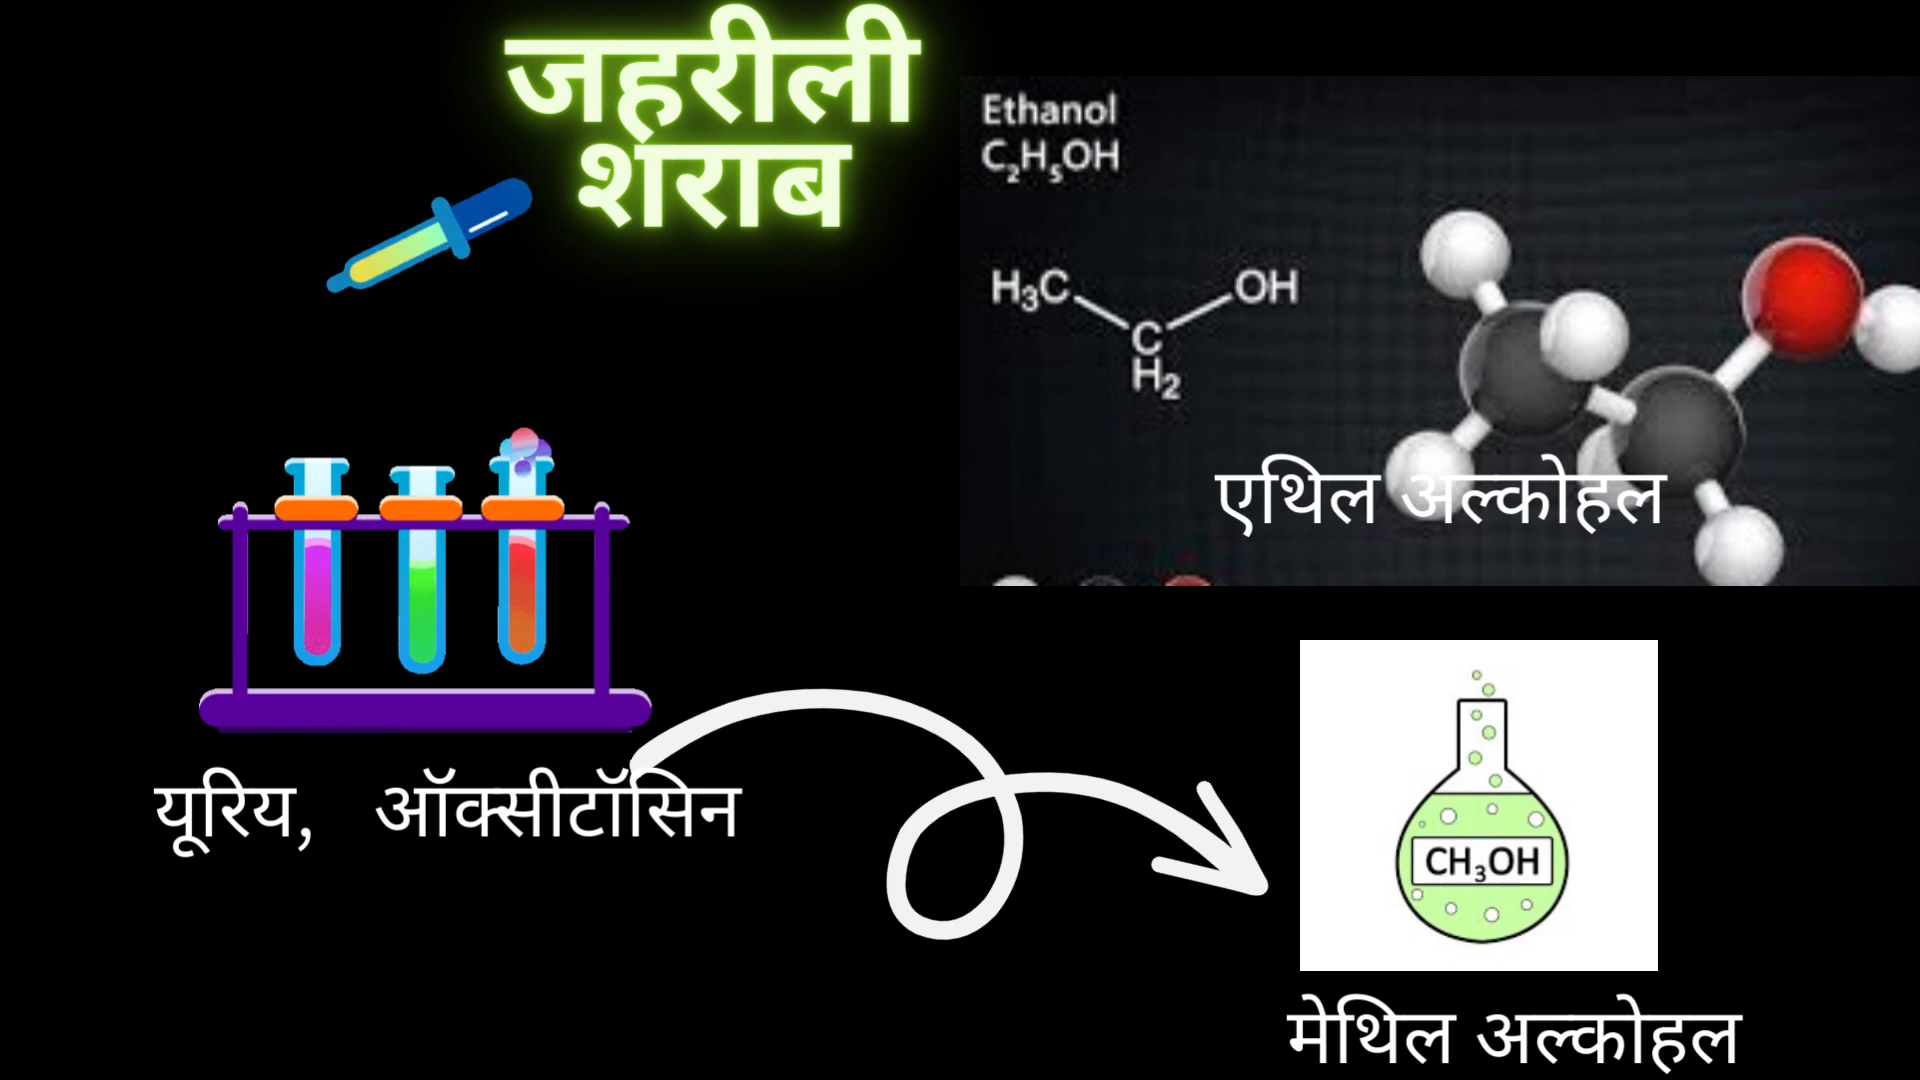 जहरीली
शराब
Ethanol
C₂H₅OH
H₃C
OH
C
H₂
एथिल अल्कोहल
यूरिय, ऑक्सीटॉसिन
CH₃OH
मेथिल अल्कोहल